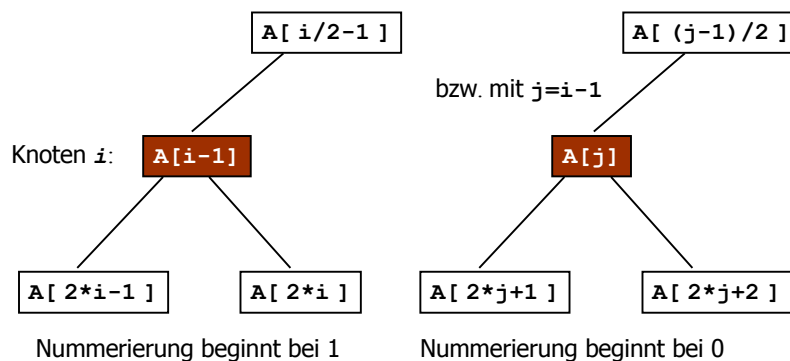 A[ i/2-1 ]
A[ (j-1)/2 ]
bzw. mit j=i-1
Knoten i:
A[i-1]
A[j]
A[ 2*i-1 ]
A[ 2*i ]
A[ 2*j+1 ]
A[ 2*j+2 ]
Nummerierung beginnt bei 1
Nummerierung beginnt bei 0